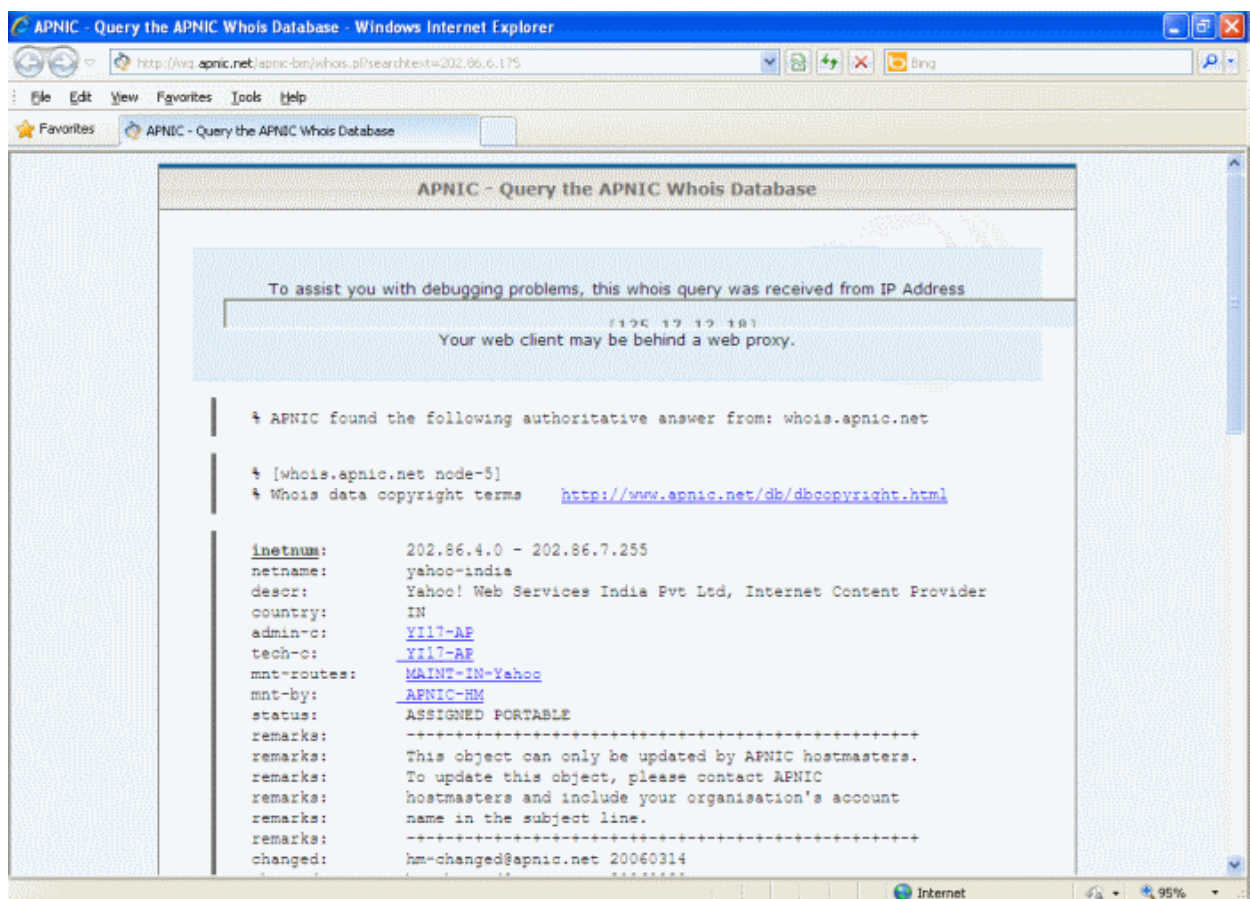 APNIC - Query the APNIC Whois Database - Windows Internet Explorer
http://wq.apnic.net/apnic-bin/whois.pl?searchtext=202.86.6.175
Bing
File Edit View Favorites Tools Help
Favorites APNIC - Query the APNIC Whois Database
APNIC - Query the APNIC Whois Database
To assist you with debugging problems, this whois query was received from IP Address
[125.17.12.18]
Your web client may be behind a web proxy.
% APNIC found the following authoritative answer from: whois.apnic.net
% [whois.apnic.net node-5]
% Whois data copyright terms http://www.apnic.net/db/dbcopyright.html
inetnum: 202.86.4.0 - 202.86.7.255
netname: yahoo-india
descr: Yahoo! Web Services India Pvt Ltd, Internet Content Provider
country: IN
admin-c: YI17-AP
tech-c: YI17-AP
mnt-routes: MAINT-IN-Yahoo
mnt-by: APNIC-HM
status: ASSIGNED PORTABLE
remarks: -+-+-+-+-+-+-+-+-+-+-+-++-+-+-+-+-+-+-+-+-+-+-+-+-+-+
remarks: This object can only be updated by APNIC hostmasters.
remarks: To update this object, please contact APNIC
remarks: hostmasters and include your organisation's account
remarks: name in the subject line.
remarks: -+-+-+-+-+-+-+-+-+-+-+-++-+-+-+-+-+-+-+-+-+-+-+-+-+-+
changed: hm-changed@apnic.net 20060314
Internet
95%